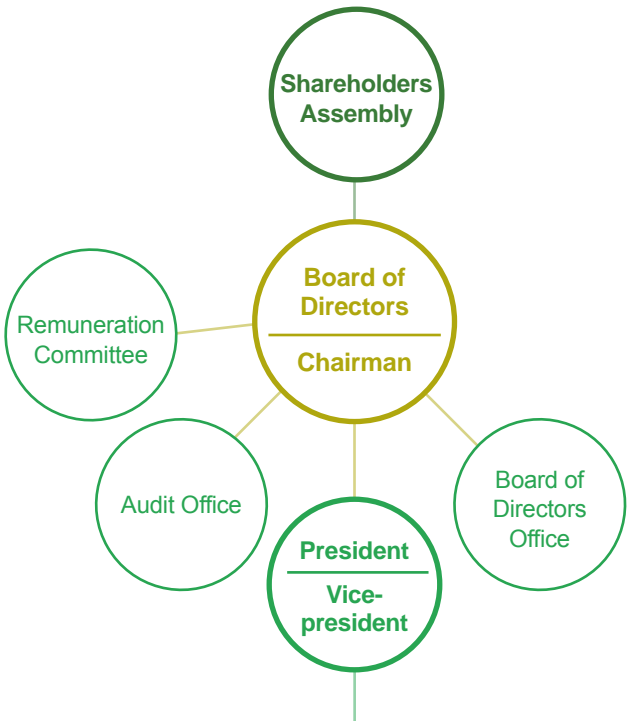 Shareholders
Assembly
Board of
Directors
Chairman
Remuneration
Committee
Audit Office
Board of
Directors
Office
President
Vice-
president